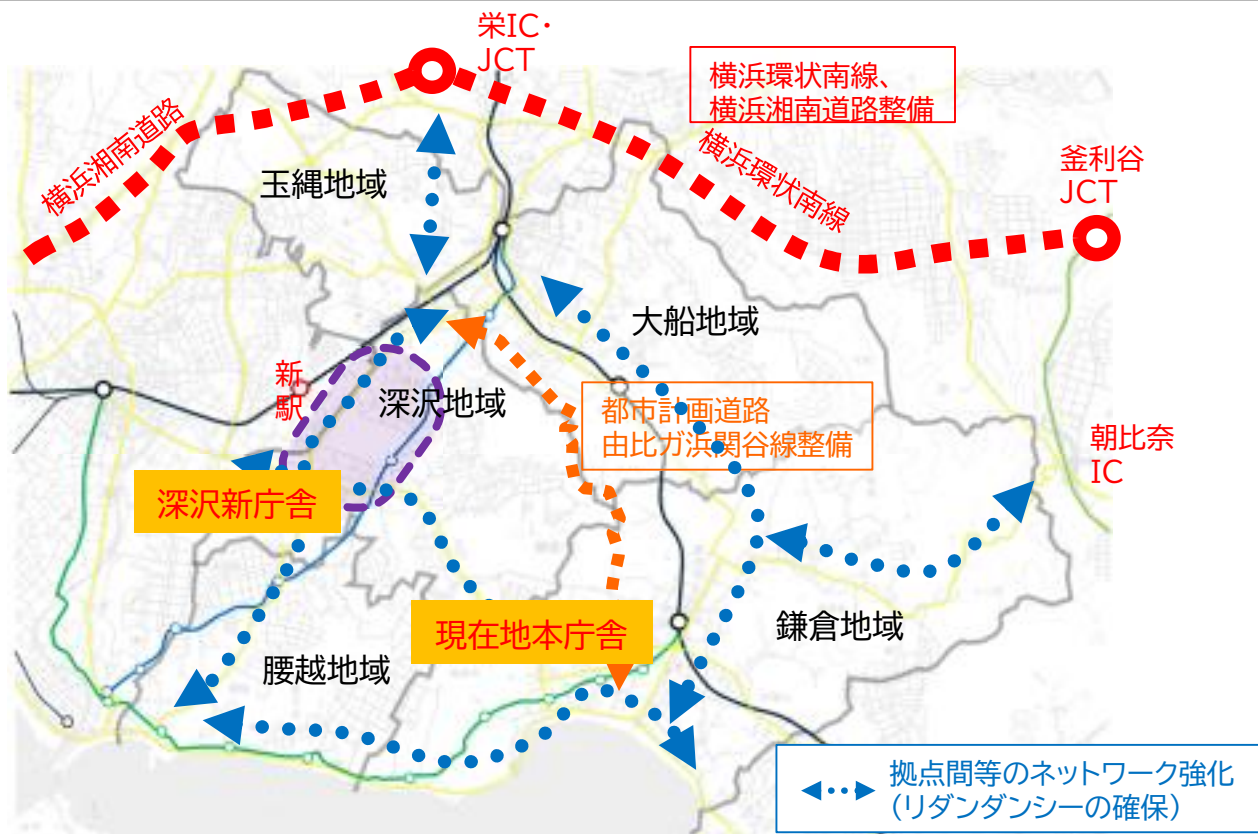 栄IC・
JCT
横浜環状南線、
横浜湘南道路整備
横浜湘南道路
横浜環状南線
釜利谷
JCT
玉縄地域
大船地域
新
駅
深沢地域
都市計画道路
由比ガ浜関谷線整備
朝比奈
IC
深沢新庁舎
現在地本庁舎
鎌倉地域
腰越地域
拠点間等のネットワーク強化
(リダンダンシーの確保)